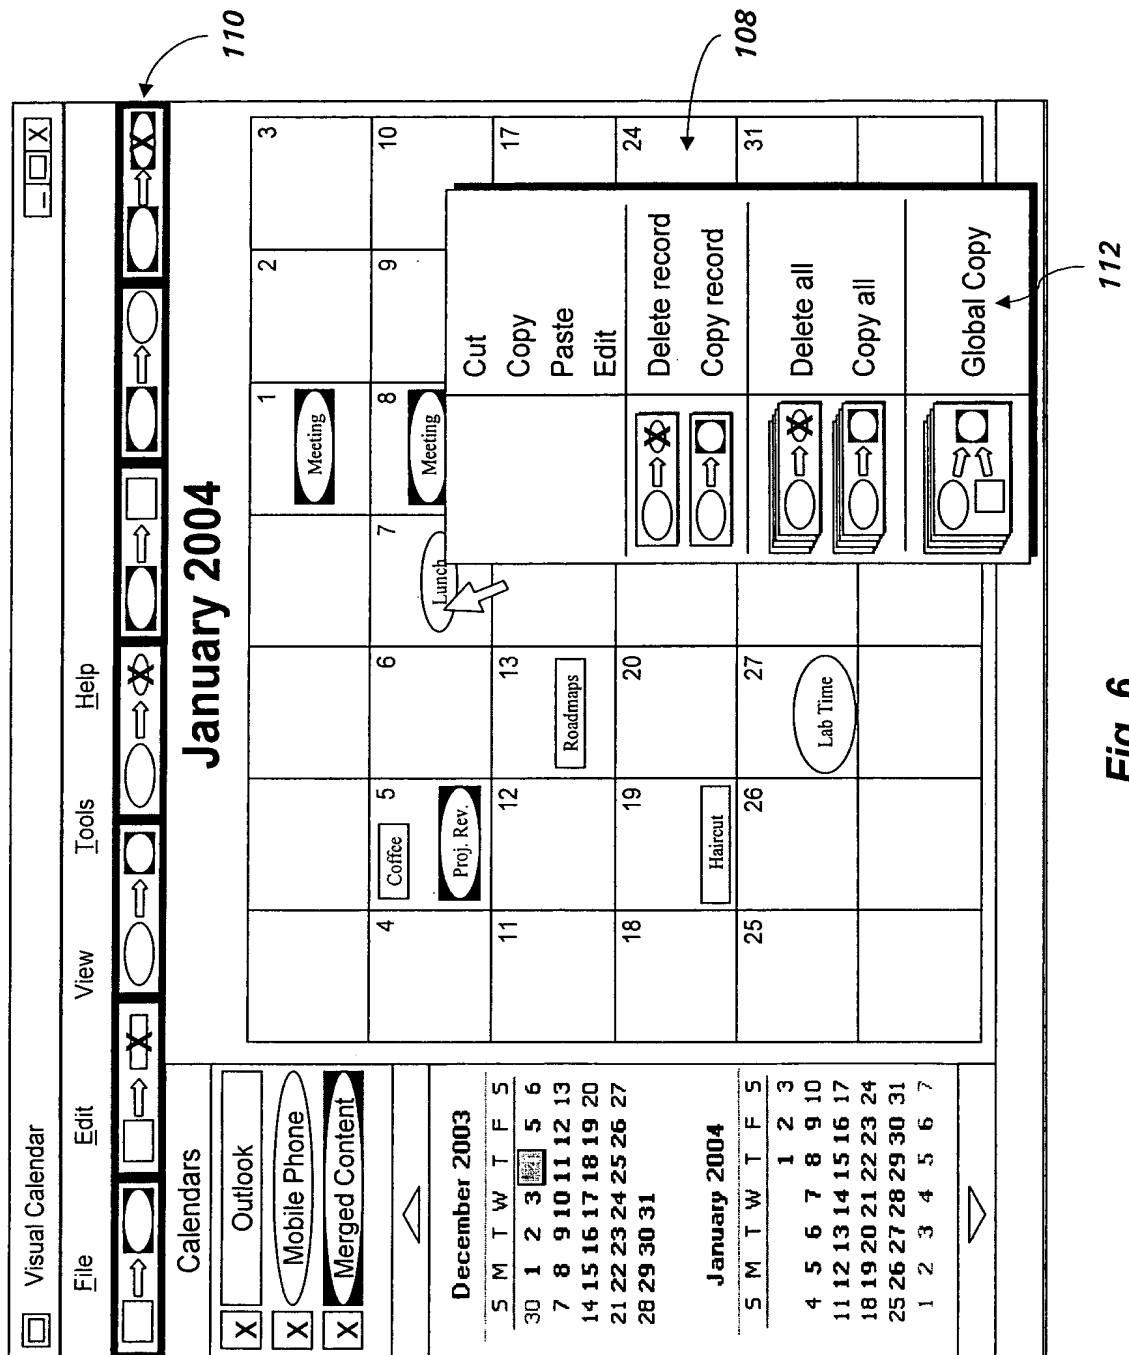 Visual Calendar
_ X
File Edit View Tools Help
X X X
110
Calendars
X Outlook
X Mobile Phone
X Merged Content
December 2003
S M T W T F S
30 1 2 3 5 6
7 8 9 10 11 12 13
14 15 16 17 18 19 20
21 22 23 24 25 26 27
28 29 30 31
January 2004
S M T W T F S
1 2 3
4 5 6 7 8 9 10
11 12 13 14 15 16 17
18 19 20 21 22 23 24
25 26 27 28 29 30 31
1 2 3 4 5 6 7
January 2004
1 2 3
Meeting
4 5 6 7 8 9 10
Coffee
Proj. Rev.
Lunch
Meeting
11 12 13 17
Roadmaps
18 19 20 24
Haircut
25 26 27 31
Lab Time
Cut
Copy
Paste
Edit
X Delete record
Copy record
X Delete all
Copy all
Global Copy
108
112
Fig. 6